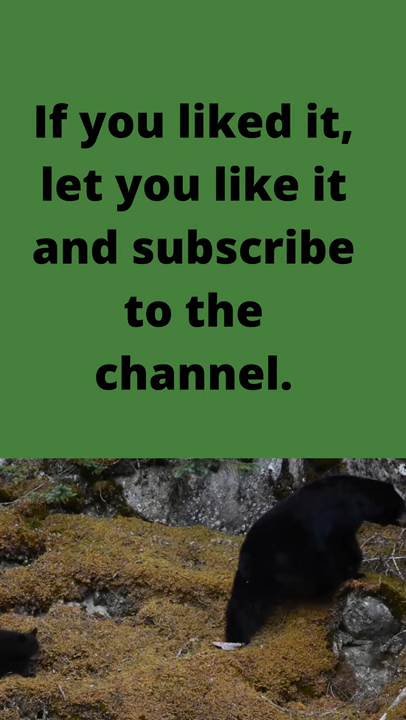 If you liked it,
let you like it
and subscribe
to the
channel.